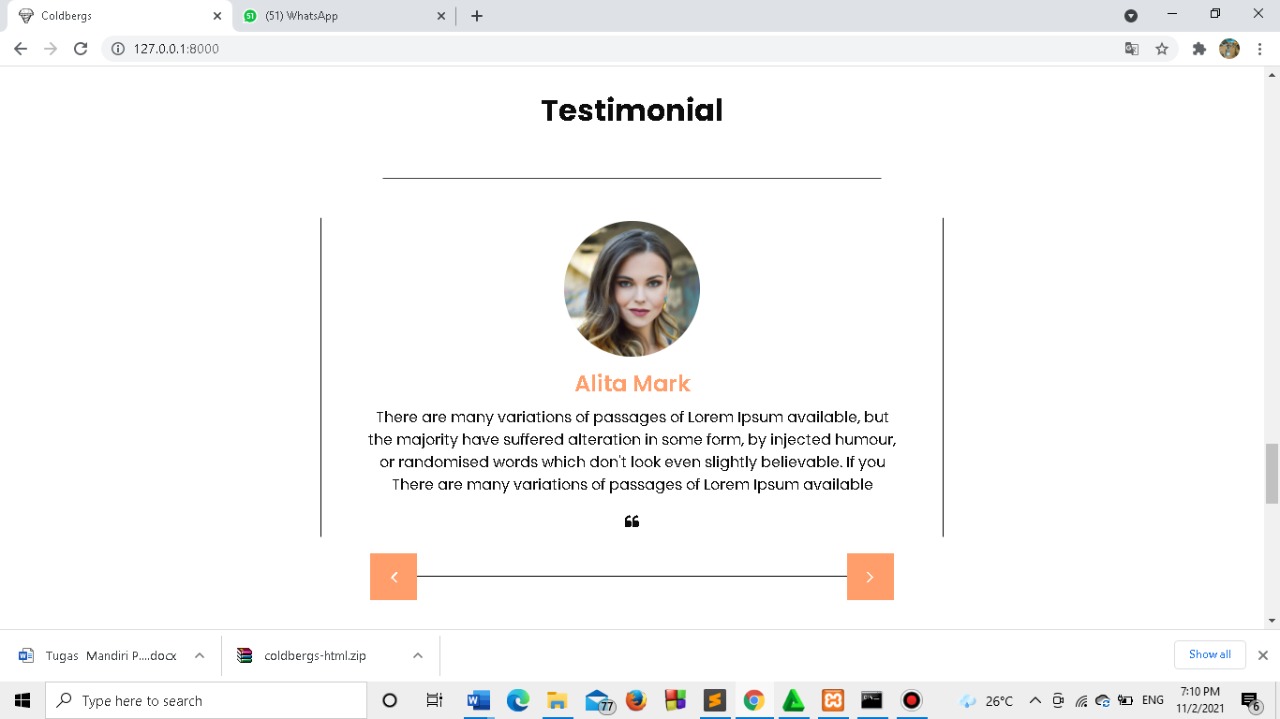 Coldbergs
(51) WhatsApp
127.0.0.1:8000
Testimonial
Alita Mark
There are many variations of passages of Lorem Ipsum available, but
the majority have suffered alteration in some form, by injected humour,
or randomised words which don't look even slightly believable. If you
There are many variations of passages of Lorem Ipsum available
Tugas Mandiri P....docx
coldbergs-html.zip
Show all
Type here to search
77
26°C
ENG
7:10 PM
11/2/2021
6